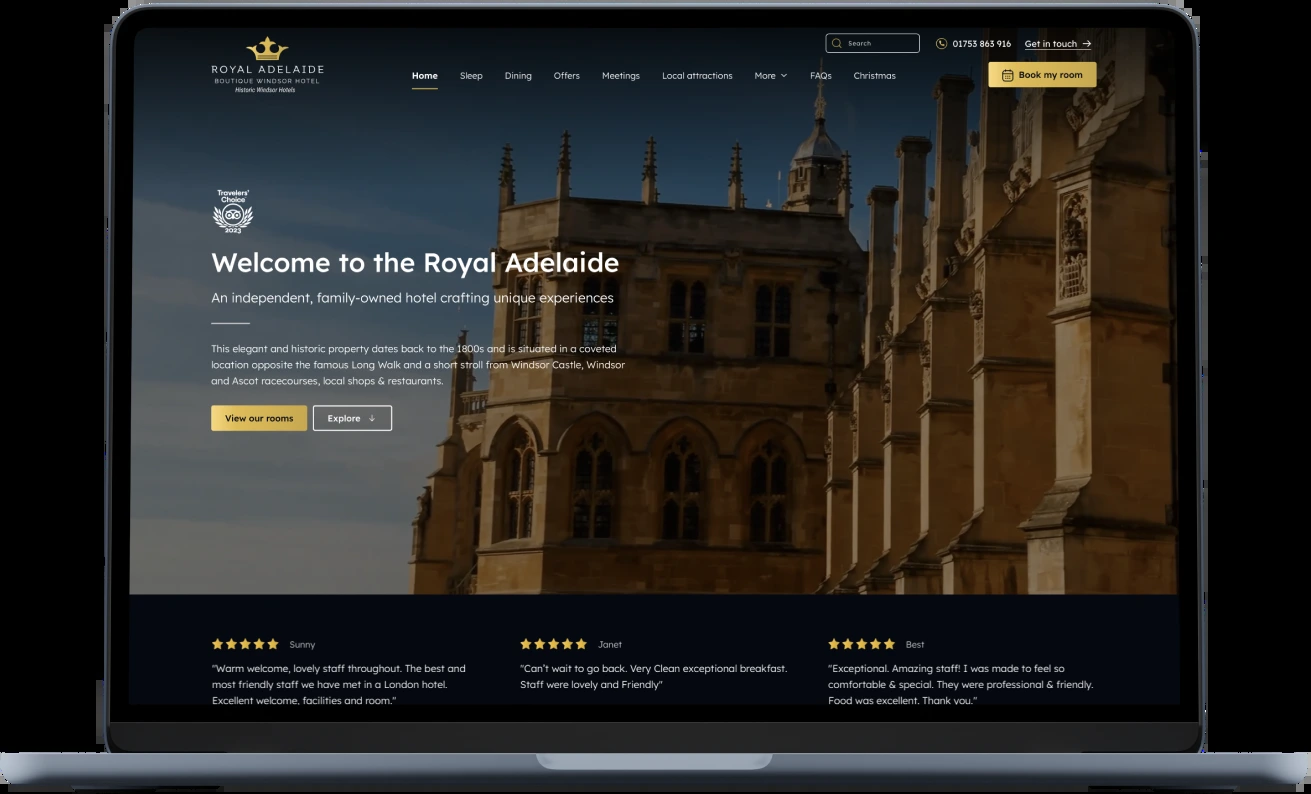 ROYAL ADELAIDE
BOUTIQUE WINDSOR HOTEL
Historic Windsor Hotels
Search
01753 863 916
Get in touch →
Home
Sleep
Dining
Offers
Meetings
Local attractions
More
FAQs
Christmas
Book my room
Travelers'
Choice
2023
Welcome to the Royal Adelaide
An independent, family-owned hotel crafting unique experiences
This elegant and historic property dates back to the 1800s and is situated in a coveted
location opposite the famous Long Walk and a short stroll from Windsor Castle, Windsor
and Ascot racecourses, local shops & restaurants.
View our rooms
Explore ↓
Sunny
"Warm welcome, lovely staff throughout. The best and
most friendly staff we have met in a London hotel.
Excellent welcome, facilities and room."
Janet
"Can't wait to go back. Very Clean exceptional breakfast.
Staff were lovely and Friendly"
Best
"Exceptional. Amazing staff! I was made to feel so
comfortable & special. They were professional & friendly.
Food was excellent. Thank you."